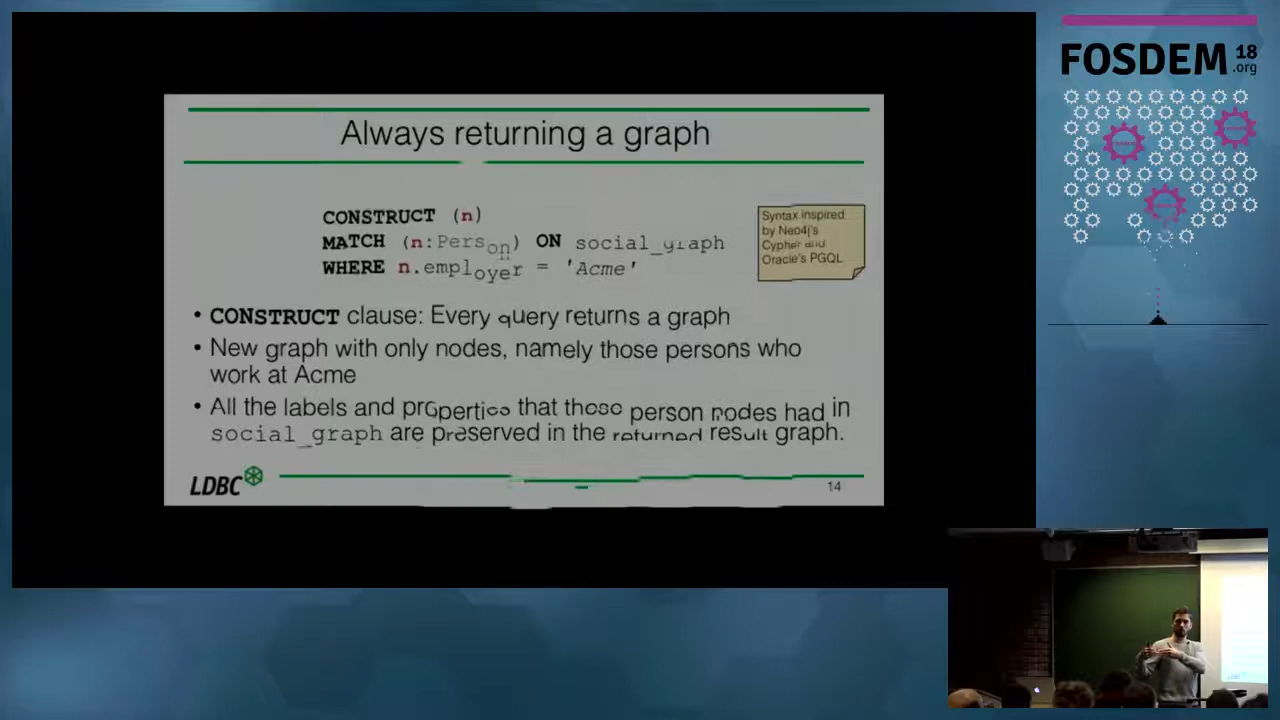 FOSDEM 18
.org
Always returning a graph
CONSTRUCT (n)
MATCH (n:Person) ON social_graph
WHERE n.employer = 'Acme'
Syntax inspired
by Neo4j's
Cypher and
Oracle's PGQL
• CONSTRUCT clause: Every query returns a graph
• New graph with only nodes, namely those persons who
work at Acme
• All the labels and properties that these person nodes had in
social_graph are preserved in the returned result graph.
LDBC
14